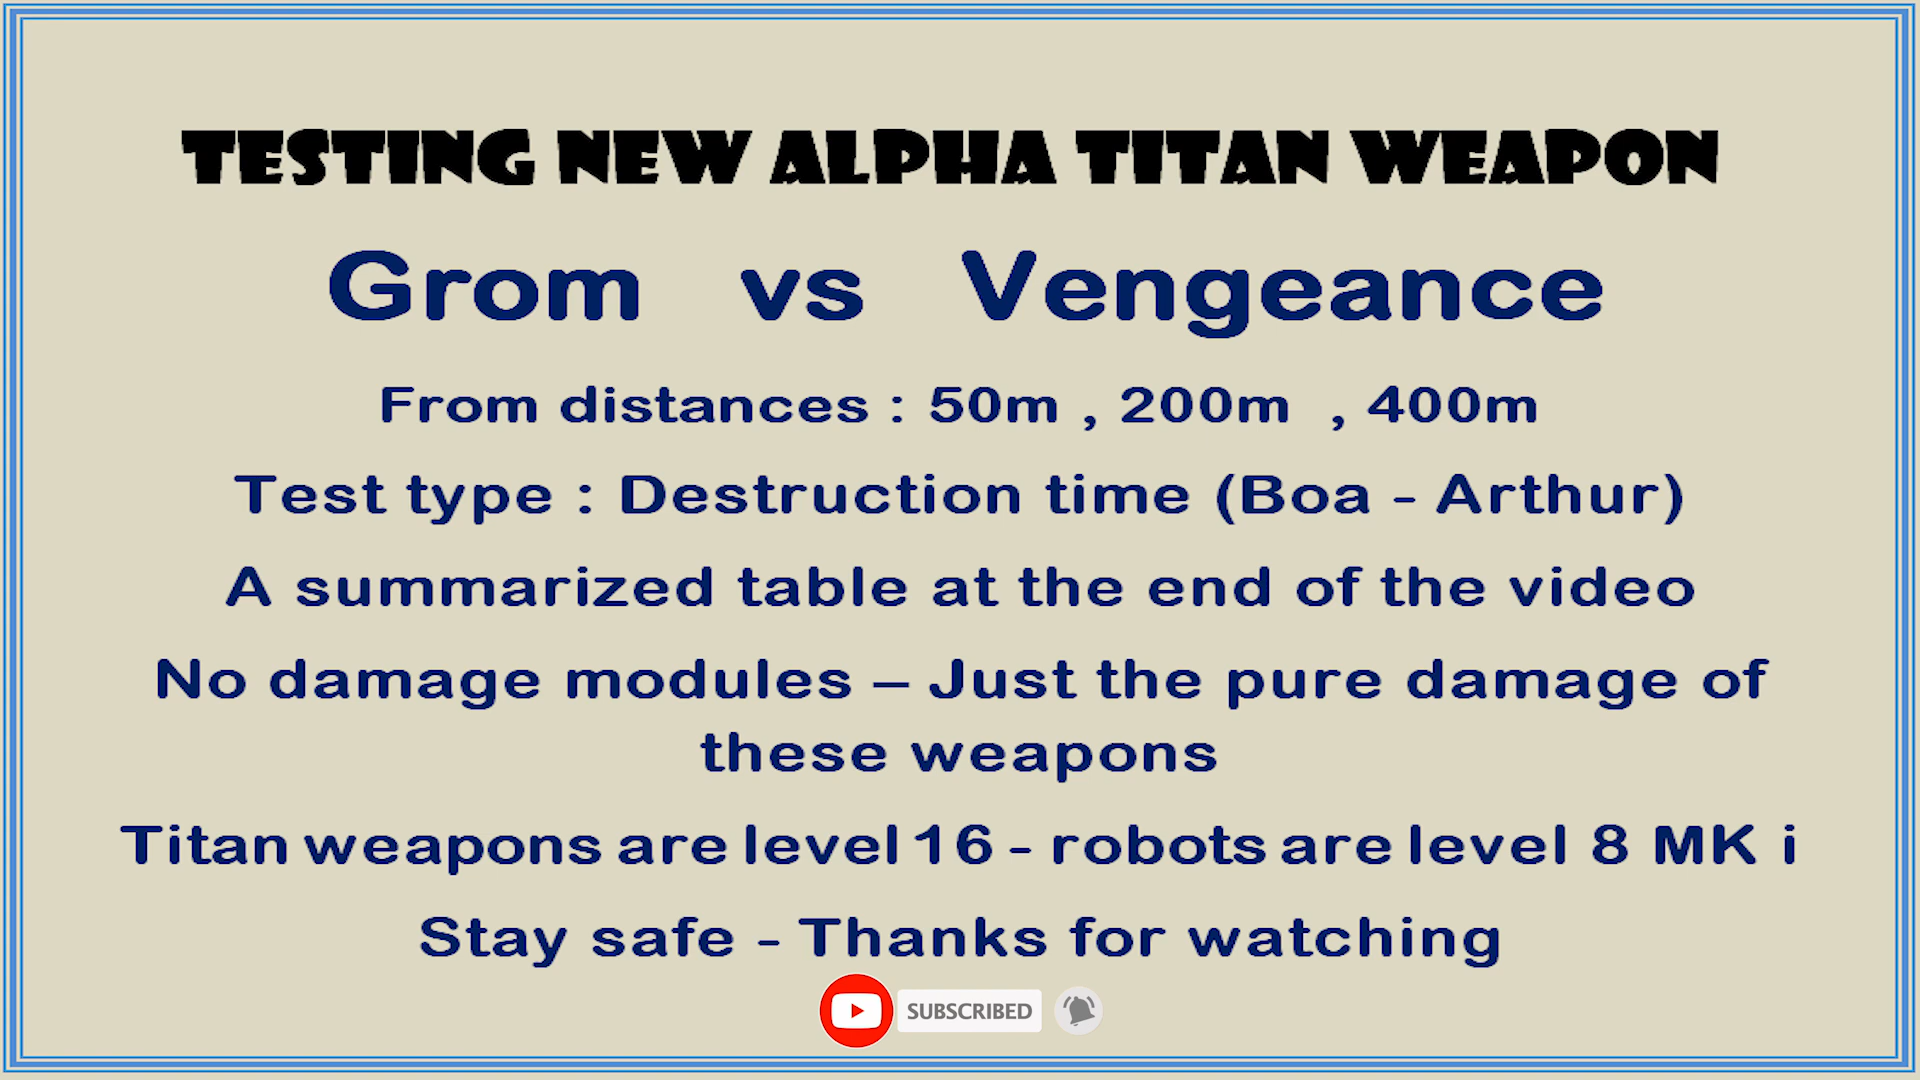 TESTING NEW ALPHA TITAN WEAPON
Grom vs Vengeance
From distances : 50m , 200m , 400m
Test type : Destruction time (Boa - Arthur)
A summarized table at the end of the video
No damage modules – Just the pure damage of
these weapons
Titan weapons are level 16 - robots are level 8 MK i
Stay safe - Thanks for watching
SUBSCRIBED